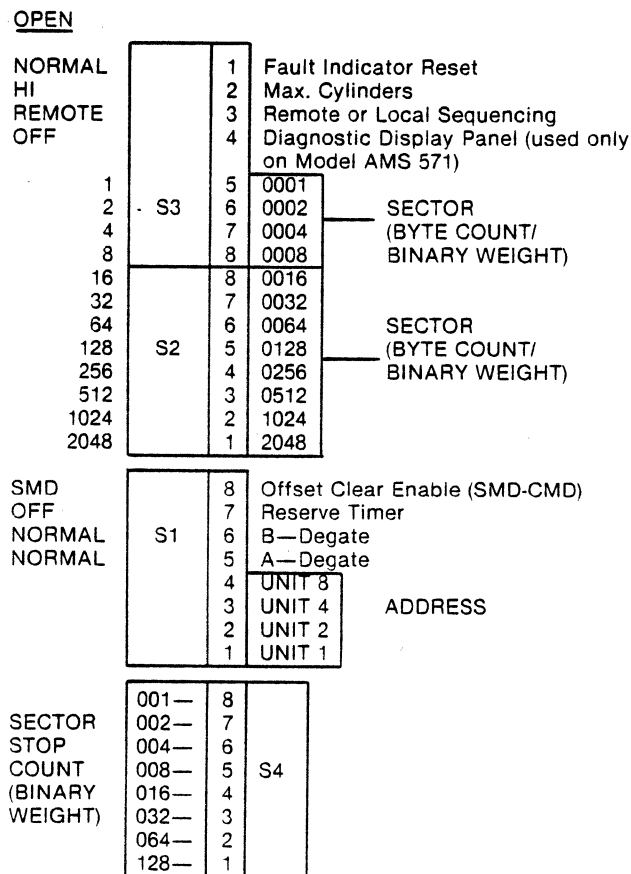 OPEN
NORMAL 1 Fault Indicator Reset
HI 2 Max. Cylinders
REMOTE 3 Remote or Local Sequencing
OFF 4 Diagnostic Display Panel (used only
on Model AMS 571)
1 5 0001
2 S3 6 0002 SECTOR
4 7 0004 (BYTE COUNT/
8 8 0008 BINARY WEIGHT)
16 8 0016
32 7 0032
64 6 0064 SECTOR
128 S2 5 0128 (BYTE COUNT/
256 4 0256 BINARY WEIGHT)
512 3 0512
1024 2 1024
2048 1 2048
SMD 8 Offset Clear Enable (SMD-CMD)
OFF 7 Reserve Timer
NORMAL S1 6 B—Degate
NORMAL 5 A—Degate
4 UNIT 8
3 UNIT 4 ADDRESS
2 UNIT 2
1 UNIT 1
001— 8
SECTOR 002— 7
STOP 004— 6
COUNT 008— 5 S4
(BINARY 016— 4
WEIGHT) 032— 3
064— 2
128— 1